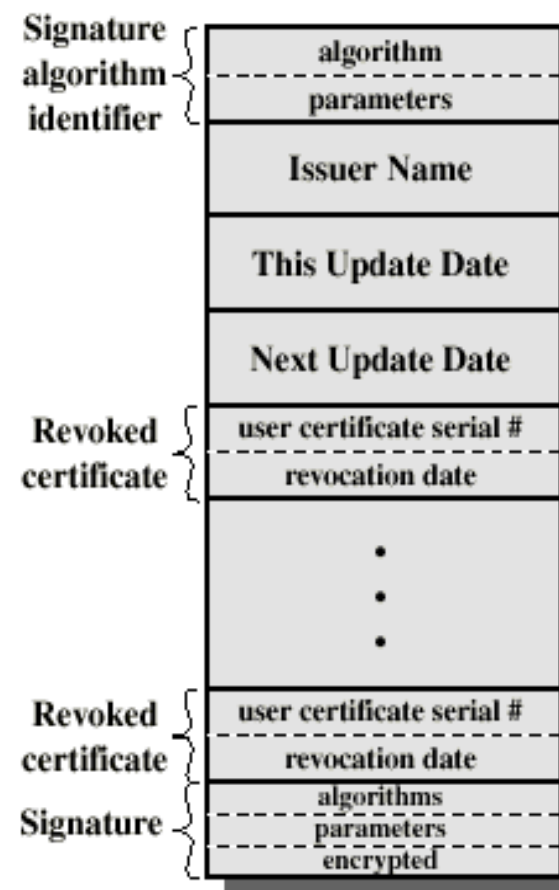 Signature
algorithm
identifier
algorithm
parameters
Issuer Name
This Update Date
Next Update Date
Revoked
certificate
user certificate serial #
revocation date
Revoked
certificate
user certificate serial #
revocation date
Signature
algorithms
parameters
encrypted